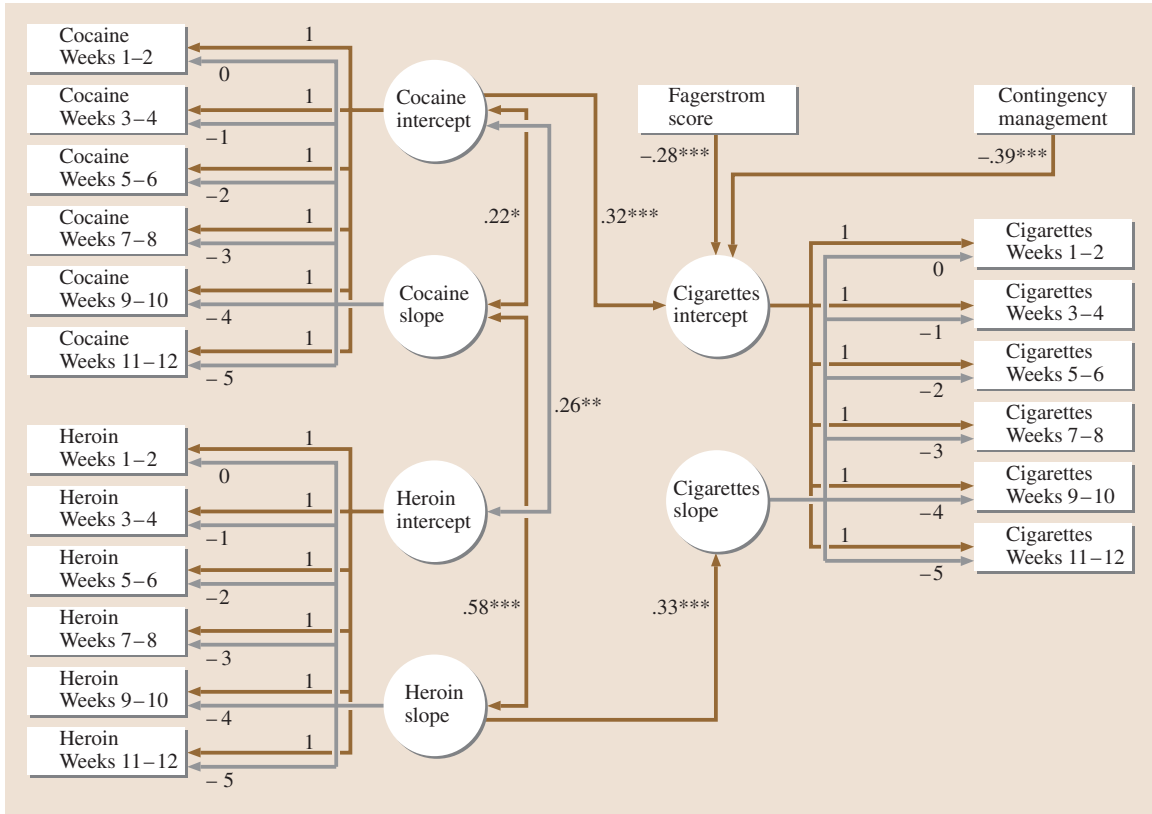 Cocaine
Weeks 1–2
1
0
Cocaine
Weeks 3–4
1
–1
Cocaine
Weeks 5–6
1
–2
Cocaine
Weeks 7–8
1
–3
Cocaine
Weeks 9–10
1
–4
Cocaine
Weeks 11–12
1
–5
Cocaine
intercept
Cocaine
slope
.22*
.32***
.26**
Heroin
Weeks 1–2
1
0
Heroin
Weeks 3–4
1
–1
Heroin
Weeks 5–6
1
–2
Heroin
Weeks 7–8
1
–3
Heroin
Weeks 9–10
1
–4
Heroin
Weeks 11–12
1
–5
Heroin
intercept
Heroin
slope
.58***
.33***
Fagerstrom
score
–.28***
Contingency
management
–.39***
Cigarettes
intercept
Cigarettes
slope
1
0
Cigarettes
Weeks 1–2
1
–1
Cigarettes
Weeks 3–4
1
–2
Cigarettes
Weeks 5–6
1
–3
Cigarettes
Weeks 7–8
1
–4
Cigarettes
Weeks 9–10
1
–5
Cigarettes
Weeks 11–12